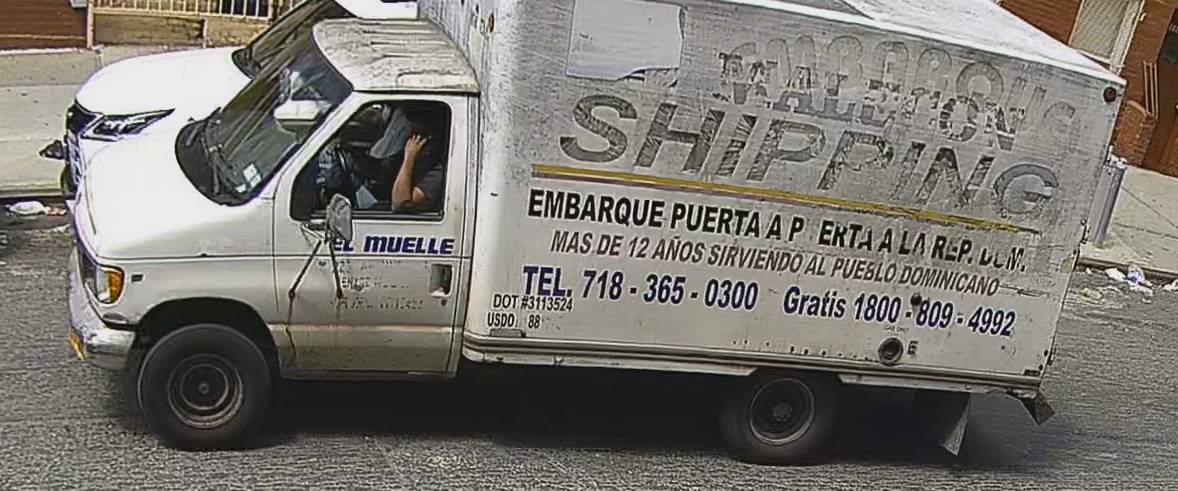 SHIPPING
EMBARQUE PUERTA A P ERTA A LA REP. DOM.
MAS DE 12 AÑOS SIRVIENDO AL PUEBLO DOMINICANO
TEL. 718 - 365 - 0300 Gratis 1800 - 809 - 4992
DOT #3113524
USDO 88
EL MUELLE